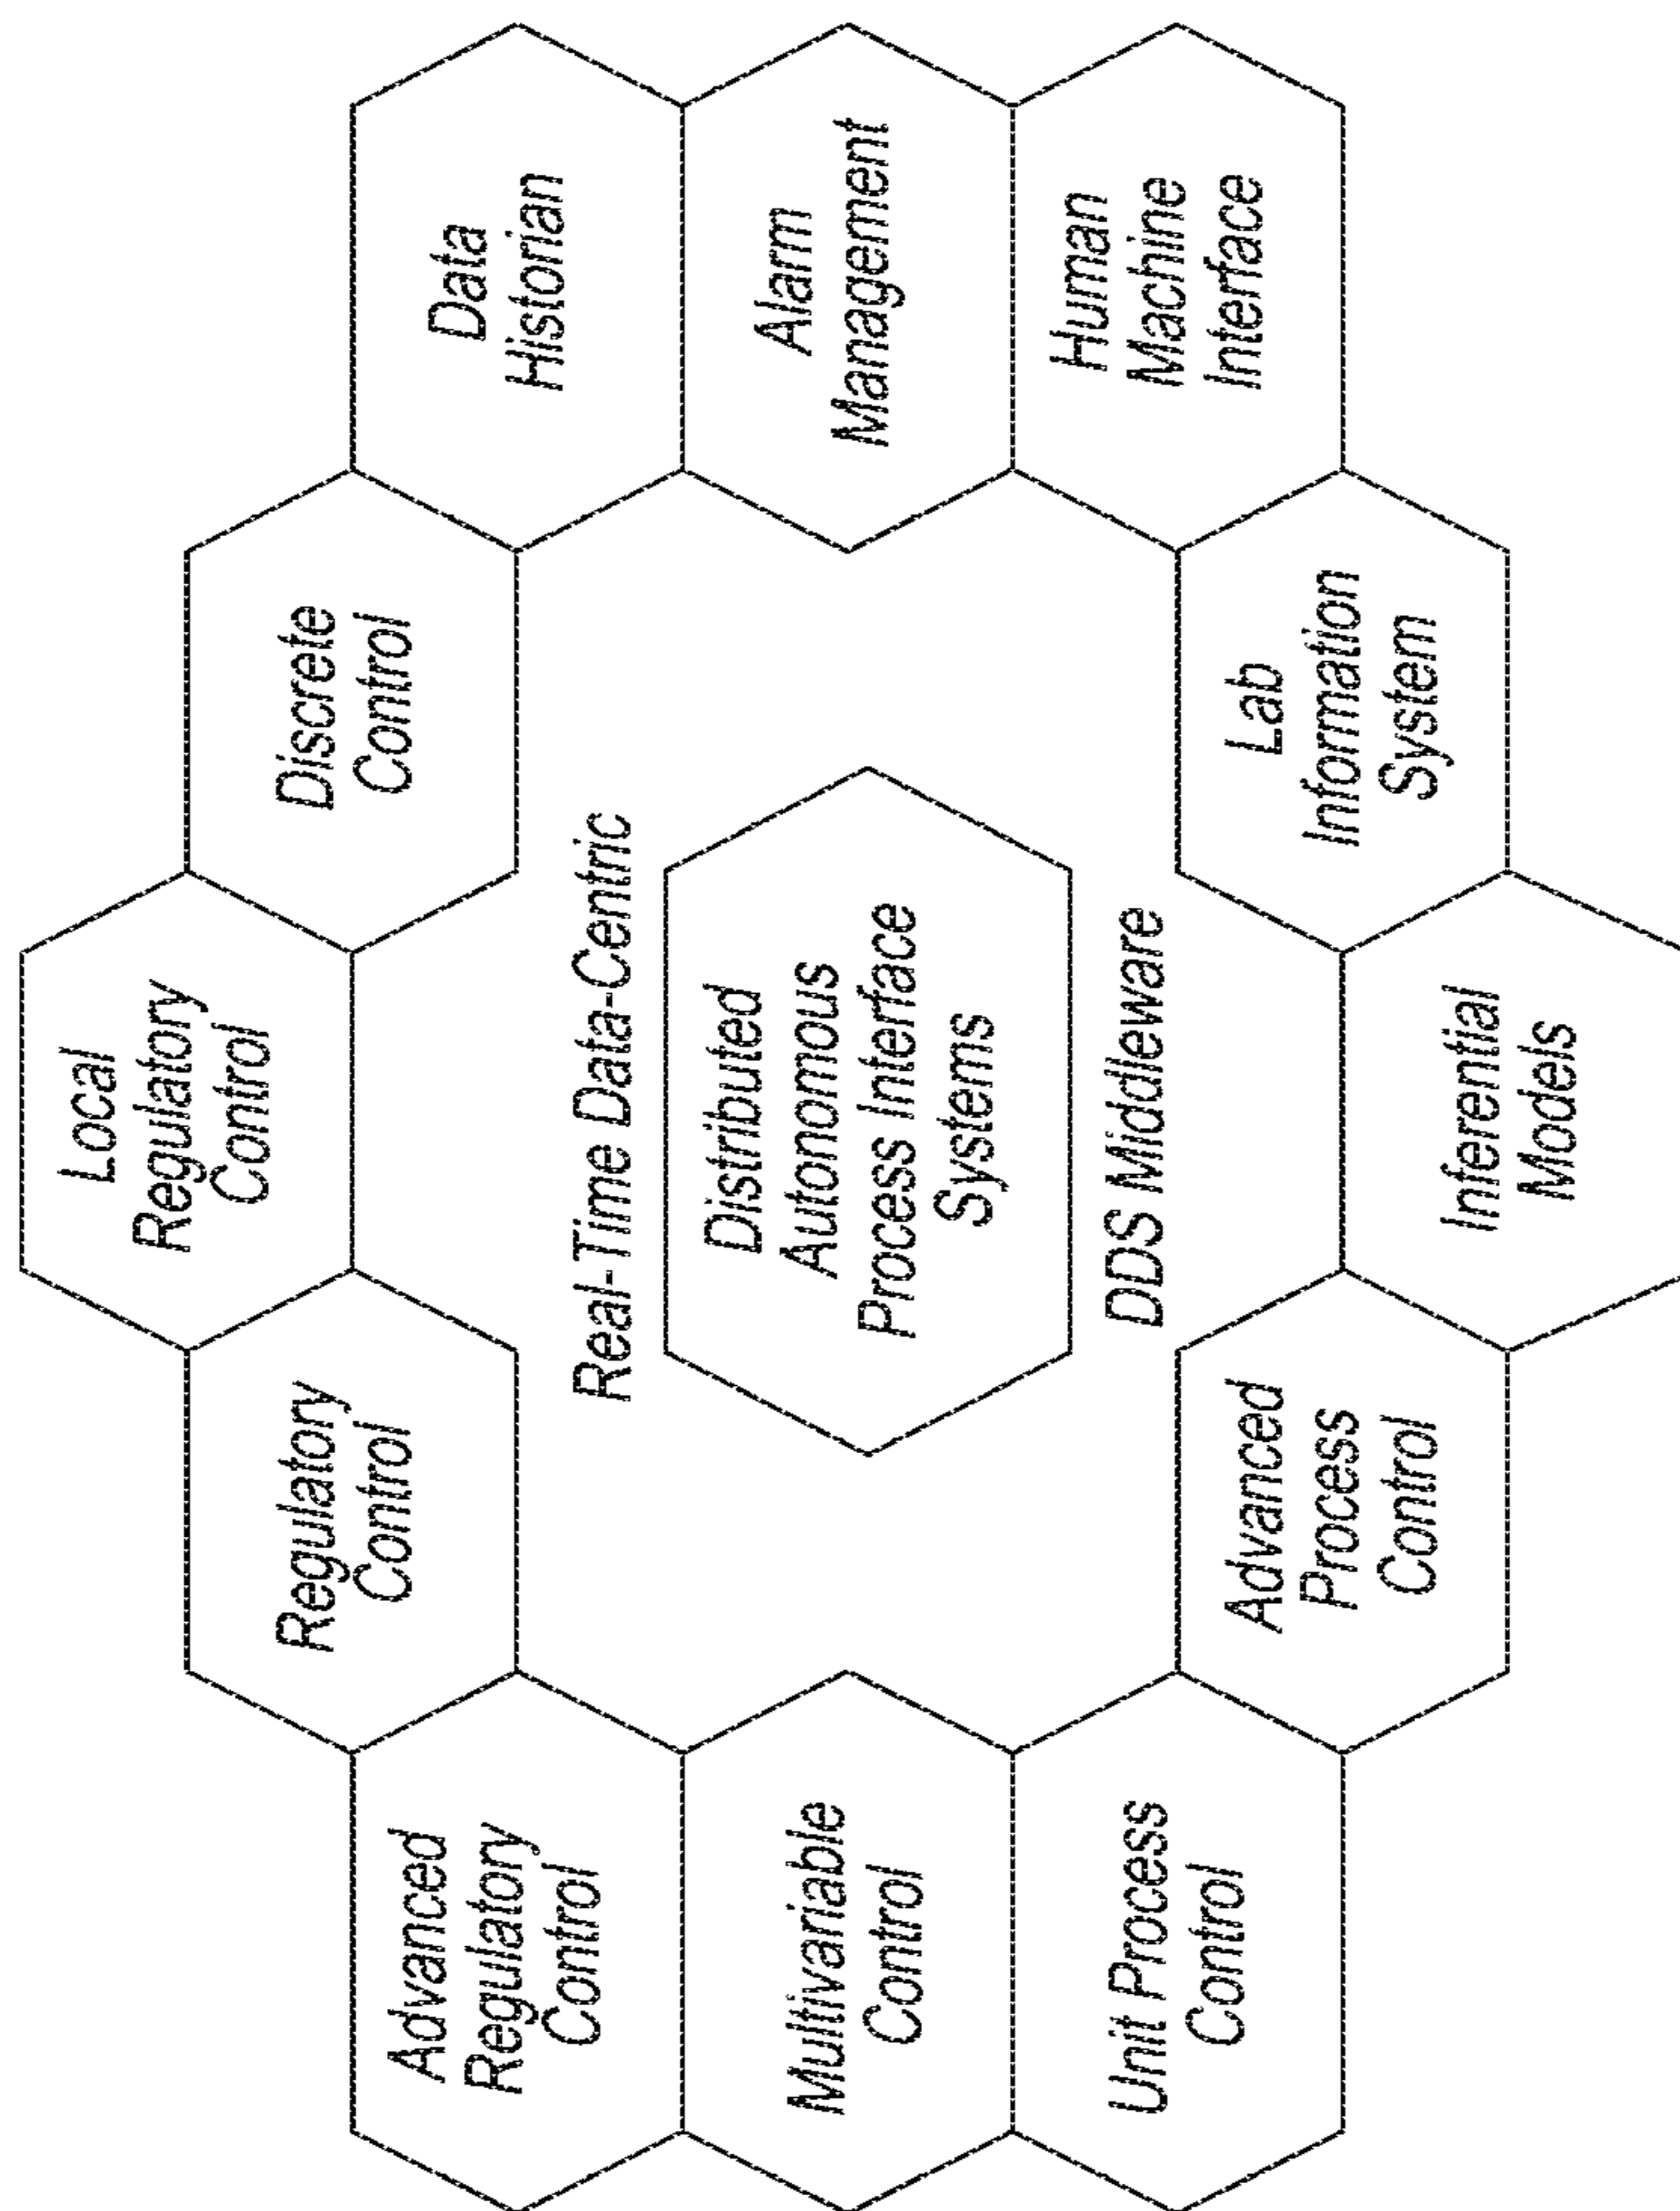 Local
Regulatory
Control
Regulatory
Control
Discrete
Control
Advanced
Regulatory
Control
Data
Historian
Real-Time Data-Centric
Distributed
Autonomous
Process Interface
Systems
DDS Middleware
Multivariable
Control
Alarm
Management
Unit Process
Control
Human
Machine
Interface
Advanced
Process
Control
Lab
Information
System
Inferential
Models